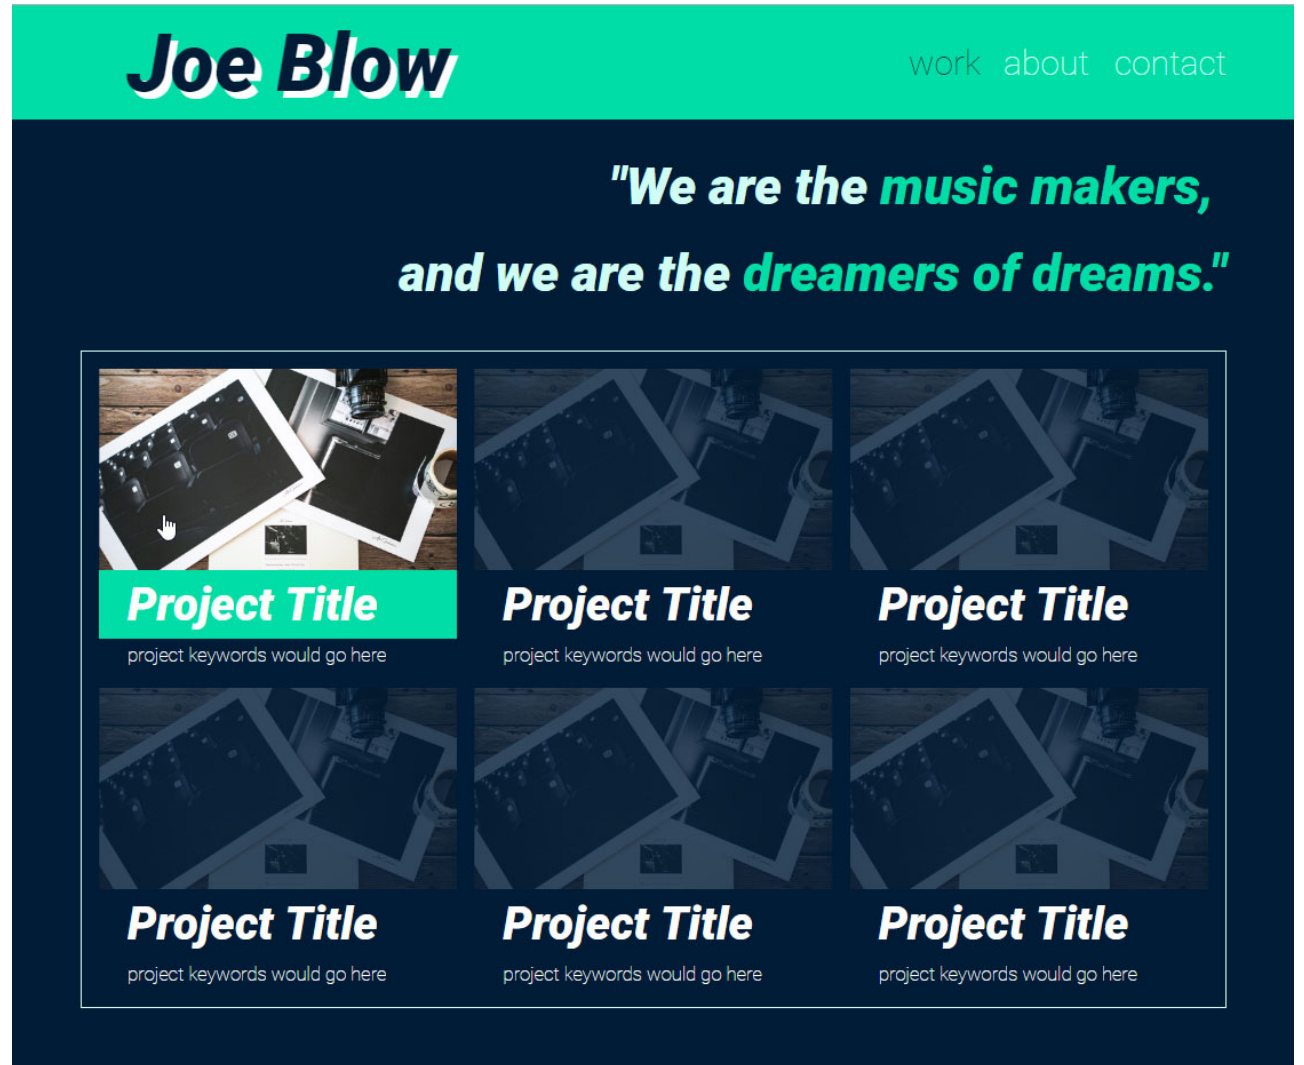 Joe Blow
work about contact
"We are the music makers,
and we are the dreamers of dreams."
Project Title Project Title Project Title
project keywords would go here project keywords would go here project keywords would go here
Project Title Project Title Project Title
project keywords would go here project keywords would go here project keywords would go here